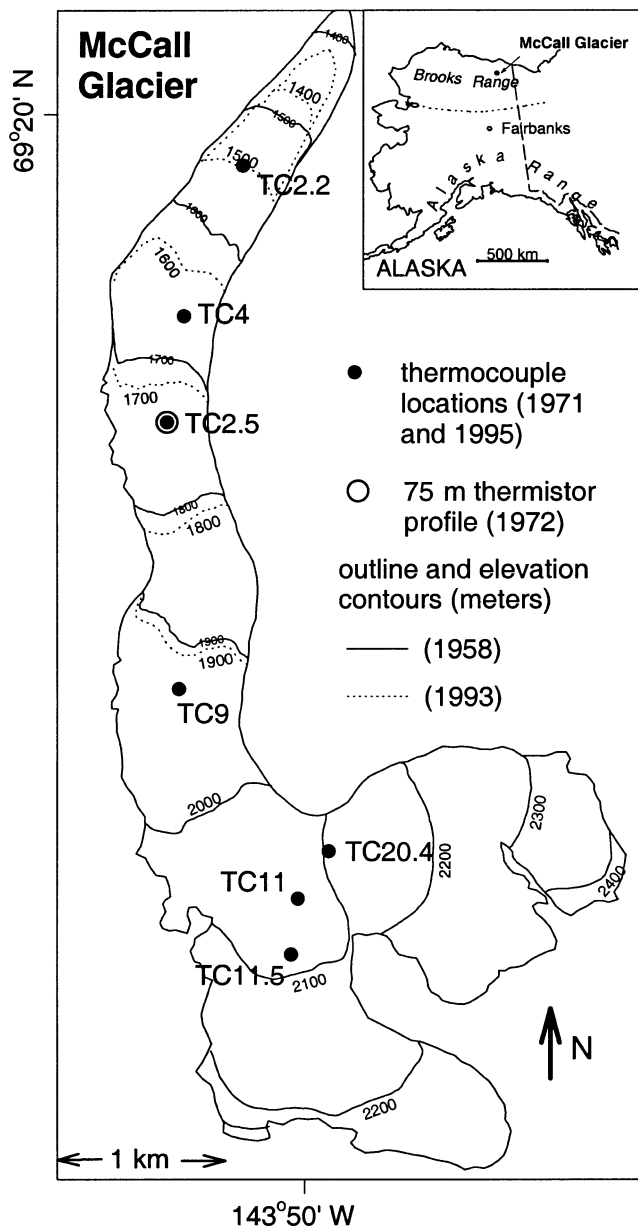 McCall
Glacier
69°20' N
1400
1400
1500
1500
TC2.2
1600
1600
TC4
1700
1700
TC2.5
1800
1800
1900
1900
TC9
2000
TC20.4
2200
2300
2400
TC11
TC11.5
2100
2200
McCall Glacier
Brooks Range
Fairbanks
Alaska Range
500 km
ALASKA
thermocouple
locations (1971
and 1995)
75 m thermistor
profile (1972)
outline and elevation
contours (meters)
(1958)
(1993)
N
1 km
143°50' W